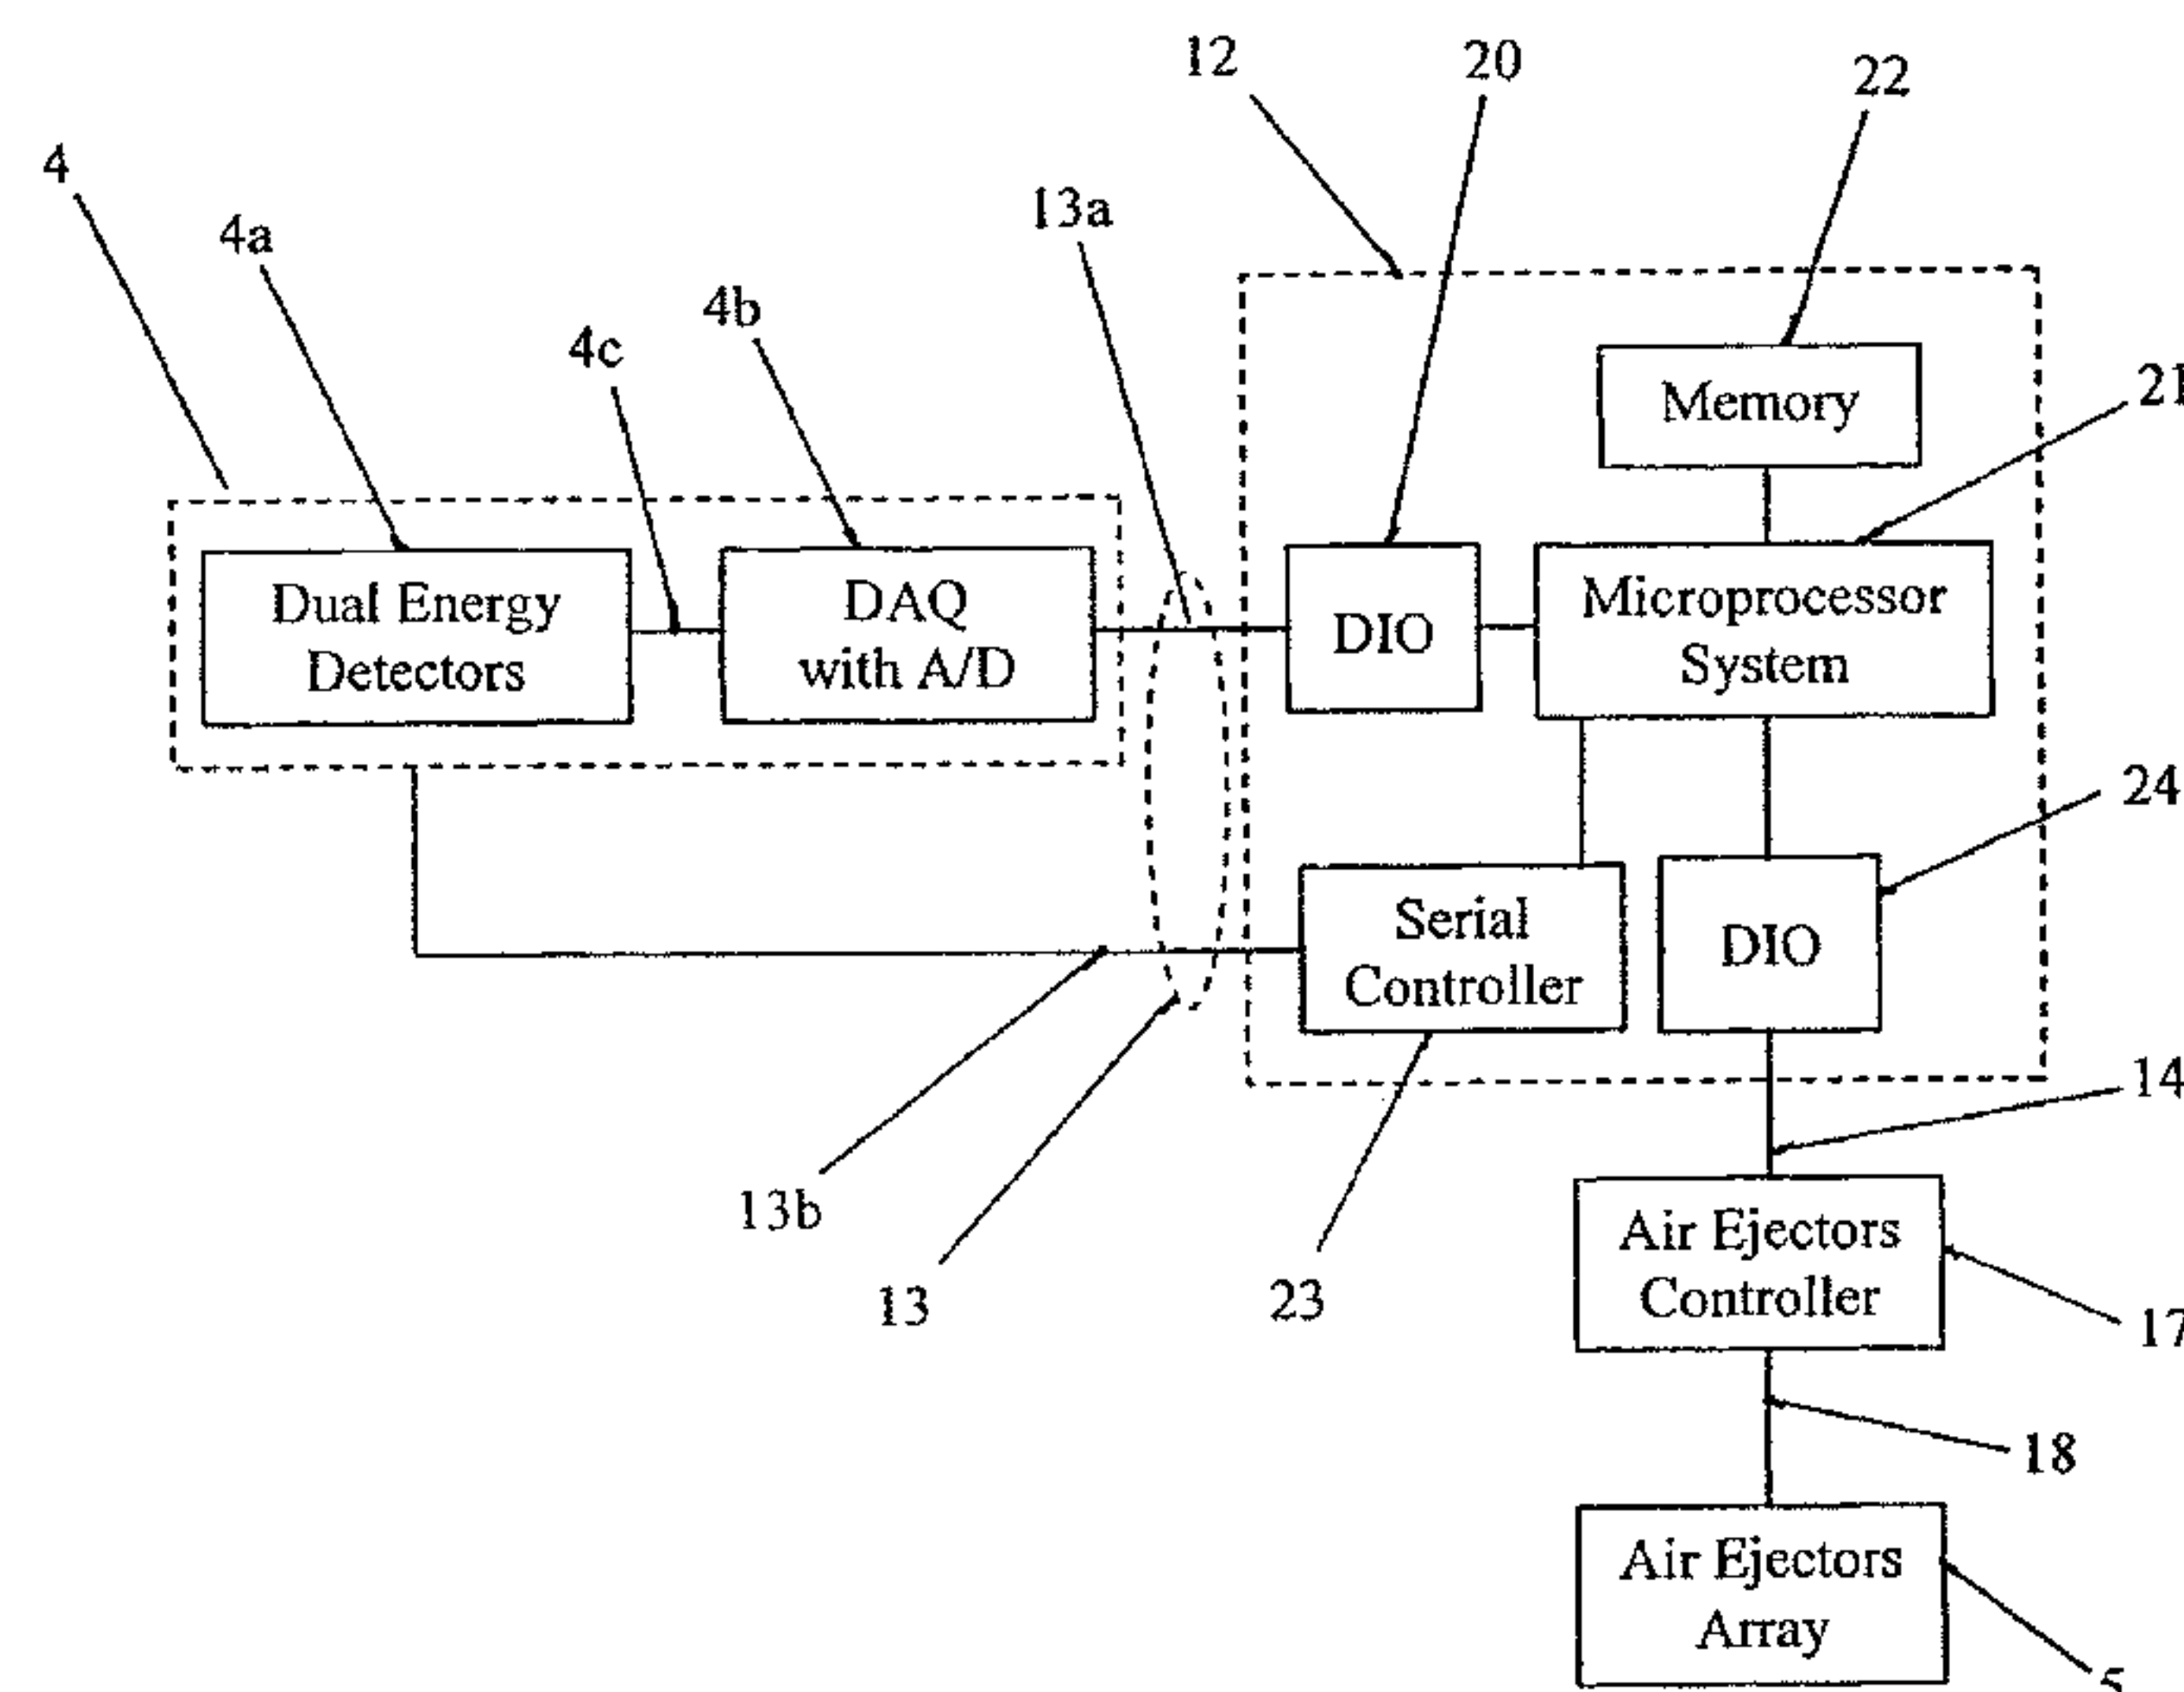 12
20
22
4
4a
13a
4b
4c
Memory
21
Dual Energy
Detectors
DAQ
with A/D
DIO
Microprocessor
System
24
Serial
Controller
DIO
14
13b
13
23
Air Ejectors
Controller
17
18
Air Ejectors
Array